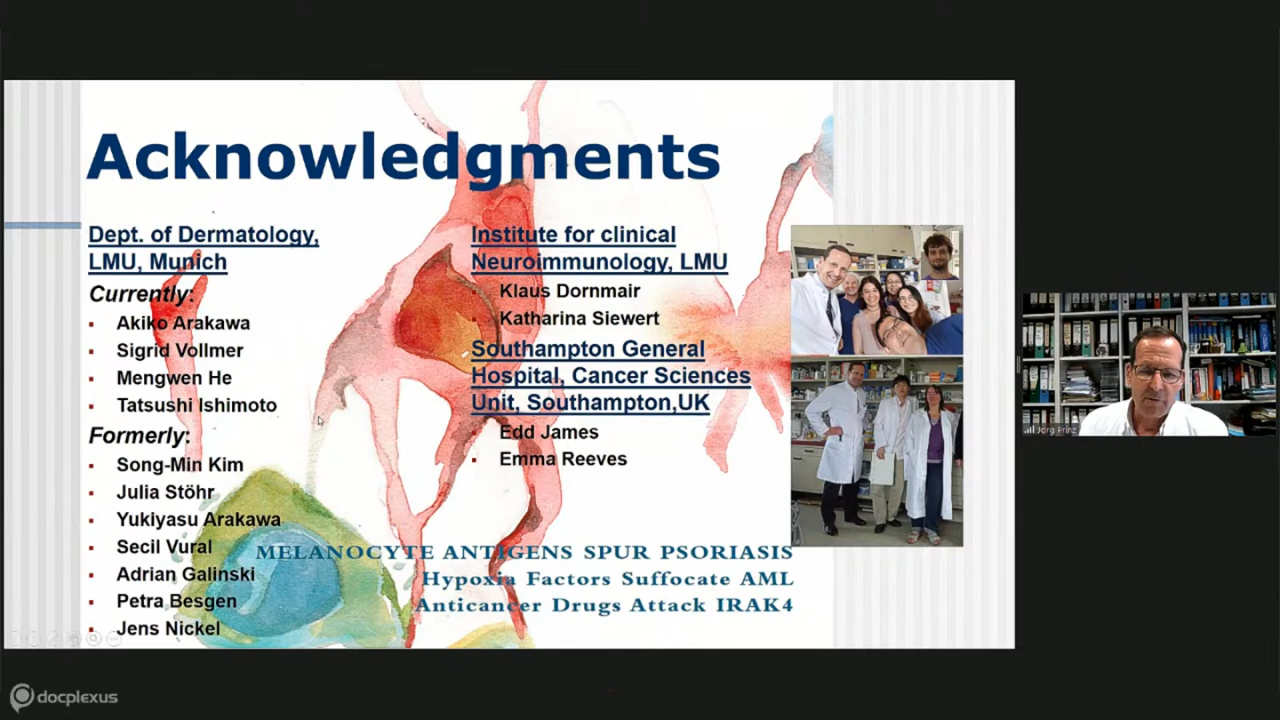 Acknowledgments
Dept. of Dermatology,
LMU, Munich
Currently:
Akiko Arakawa
Sigrid Vollmer
Mengwen He
Tatsushi Ishimoto
Formerly:
Song-Min Kim
Julia Stöhr
Yukiyasu Arakawa
Secil Vural
Adrian Galinski
Petra Besgen
Jens Nickel
Institute for clinical
Neuroimmunology, LMU
Klaus Dornmair
Katharina Siewert
Southampton General
Hospital, Cancer Sciences
Unit, Southampton,UK
Edd James
Emma Reeves
MELANOCYTE ANTIGENS SPUR PSORIASIS
Hypoxia Factors Suffocate AML
Anticancer Drugs Attack IRAK4
Jörg Prinz
docplexus